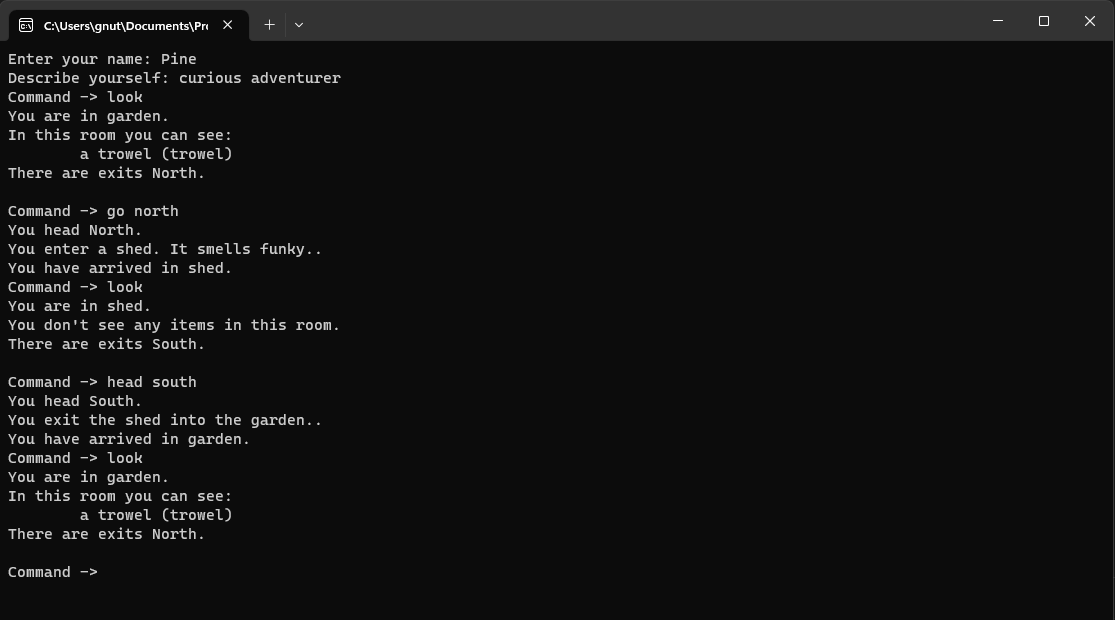 C:\Users\gnut\Documents\Pr
Enter your name: Pine
Describe yourself: curious adventurer
Command -> look
You are in garden.
In this room you can see:
a trowel (trowel)
There are exits North.
Command -> go north
You head North.
You enter a shed. It smells funky..
You have arrived in shed.
Command -> look
You are in shed.
You don't see any items in this room.
There are exits South.
Command -> head south
You head South.
You exit the shed into the garden..
You have arrived in garden.
Command -> look
You are in garden.
In this room you can see:
a trowel (trowel)
There are exits North.
Command ->